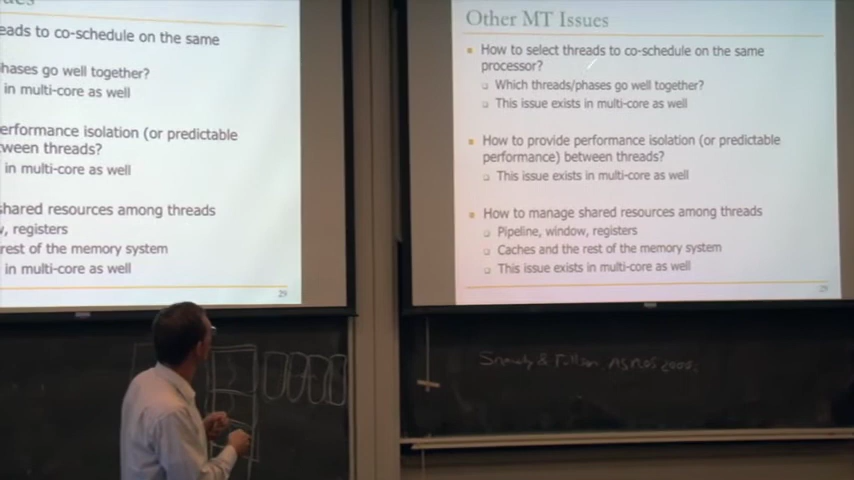 ues
eads to co-schedule on the same
hases go well together?
in multi-core as well
erformance isolation (or predictable
ween threads?
in multi-core as well
shared resources among threads
v, registers
rest of the memory system
in multi-core as well
29
Other MT Issues
How to select threads to co-schedule on the same
processor?
Which threads/phases go well together?
This issue exists in multi-core as well
How to provide performance isolation (or predictable
performance) between threads?
This issue exists in multi-core as well
How to manage shared resources among threads
Pipeline, window, registers
Caches and the rest of the memory system
This issue exists in multi-core as well
29
& ASPLOS 2000.